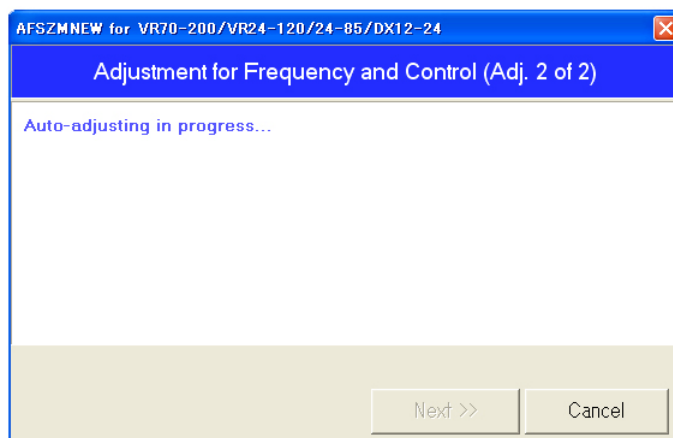 AFSZMNEW for VR70-200/VR24-120/24-85/DX12-24
Adjustment for Frequency and Control (Adj. 2 of 2)
Auto-adjusting in progress...
Next >>
Cancel